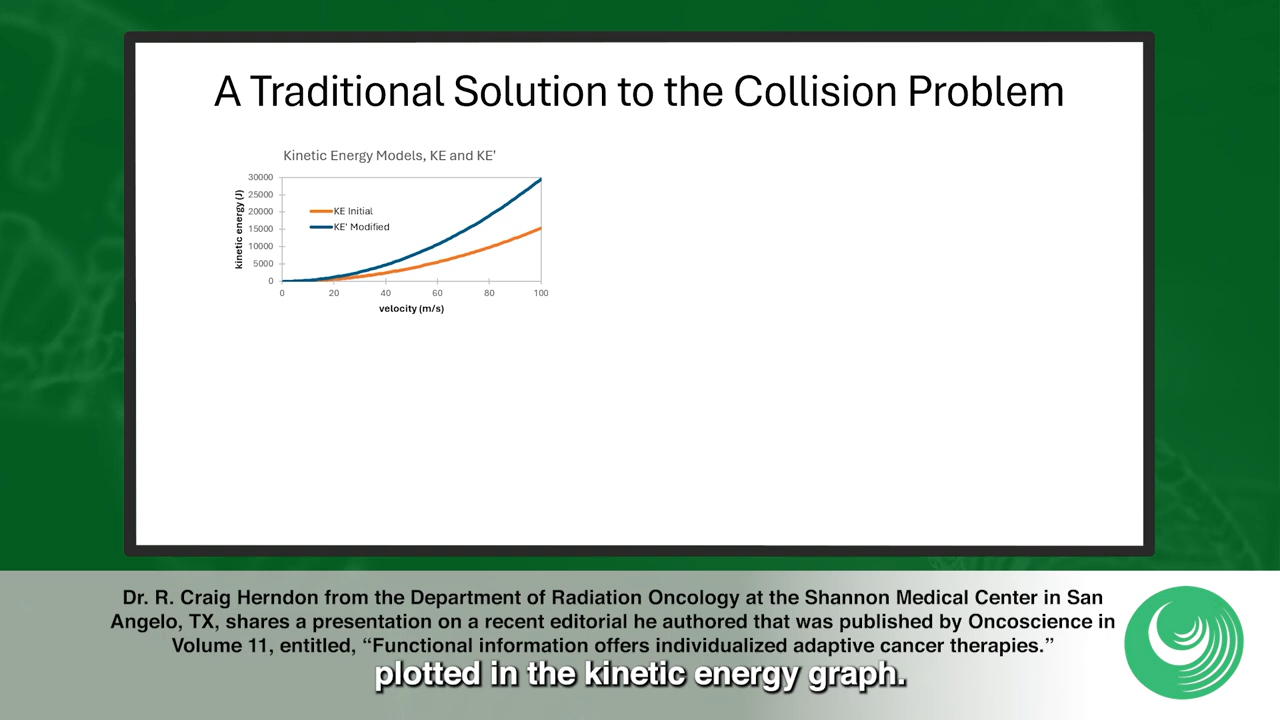 A Traditional Solution to the Collision Problem
Kinetic Energy Models, KE and KE'
30000
25000
20000
15000
10000
5000
0
kinetic energy (J)
KE Initial
KE' Modified
0 20 40 60 80 100
velocity (m/s)
Dr. R. Craig Herndon from the Department of Radiation Oncology at the Shannon Medical Center in San
Angelo, TX, shares a presentation on a recent editorial he authored that was published by Oncoscience in
Volume 11, entitled, “Functional information offers individualized adaptive cancer therapies.”
plotted in the kinetic energy graph.